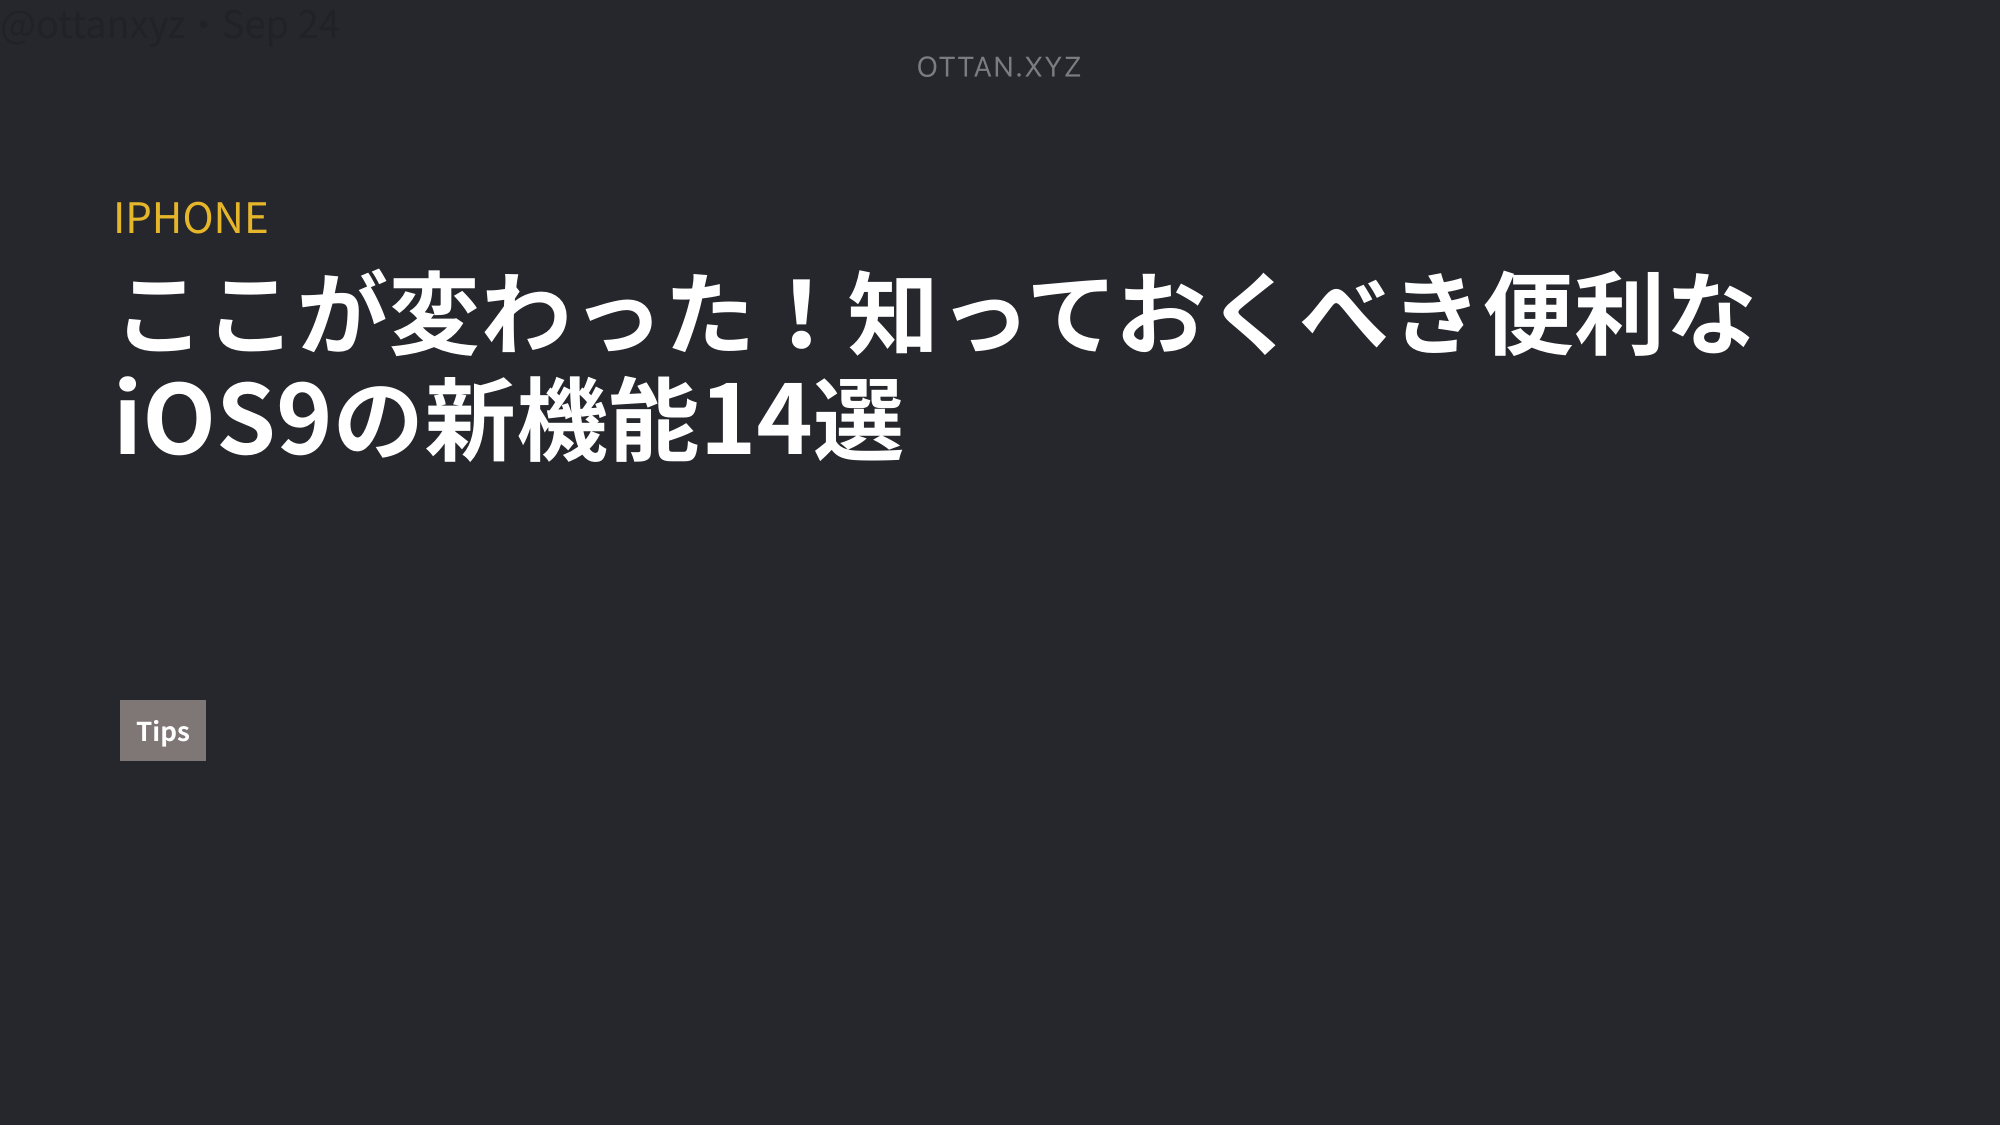 @ottanxyz・Sep 24
OTTAN.XYZ
IPHONE
ここが変わった！知っておくべき便利な
iOS9の新機能14選
Tips